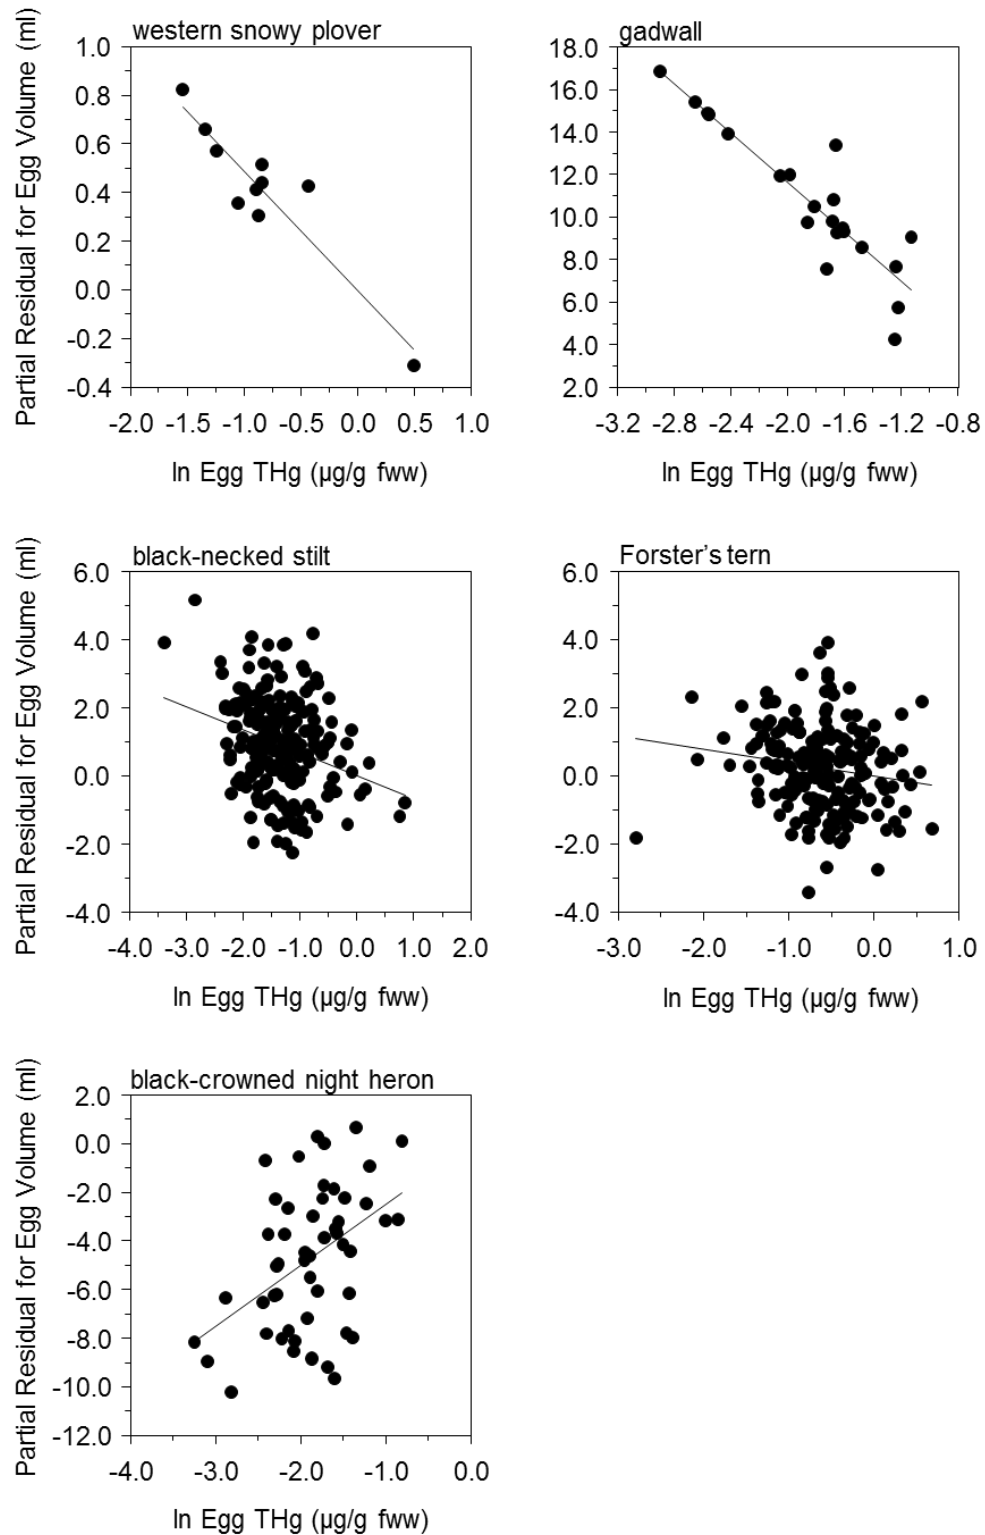 western snowy plover
gadwall
Partial Residual for Egg Volume (ml)
1.0
0.8
0.6
0.4
0.2
0.0
-0.2
-0.4
-2.0 -1.5 -1.0 -0.5 0.0 0.5 1.0
ln Egg THg (µg/g fww)
18.0
16.0
14.0
12.0
10.0
8.0
6.0
4.0
2.0
-3.2 -2.8 -2.4 -2.0 -1.6 -1.2 -0.8
ln Egg THg (µg/g fww)
black-necked stilt
Forster's tern
Partial Residual for Egg Volume (ml)
6.0
4.0
2.0
0.0
-2.0
-4.0
-4.0 -3.0 -2.0 -1.0 0.0 1.0 2.0
ln Egg THg (µg/g fww)
6.0
4.0
2.0
0.0
-2.0
-4.0
-3.0 -2.0 -1.0 0.0 1.0
ln Egg THg (µg/g fww)
black-crowned night heron
Partial Residual for Egg Volume (ml)
2.0
0.0
-2.0
-4.0
-6.0
-8.0
-10.0
-12.0
-4.0 -3.0 -2.0 -1.0 0.0
ln Egg THg (µg/g fww)